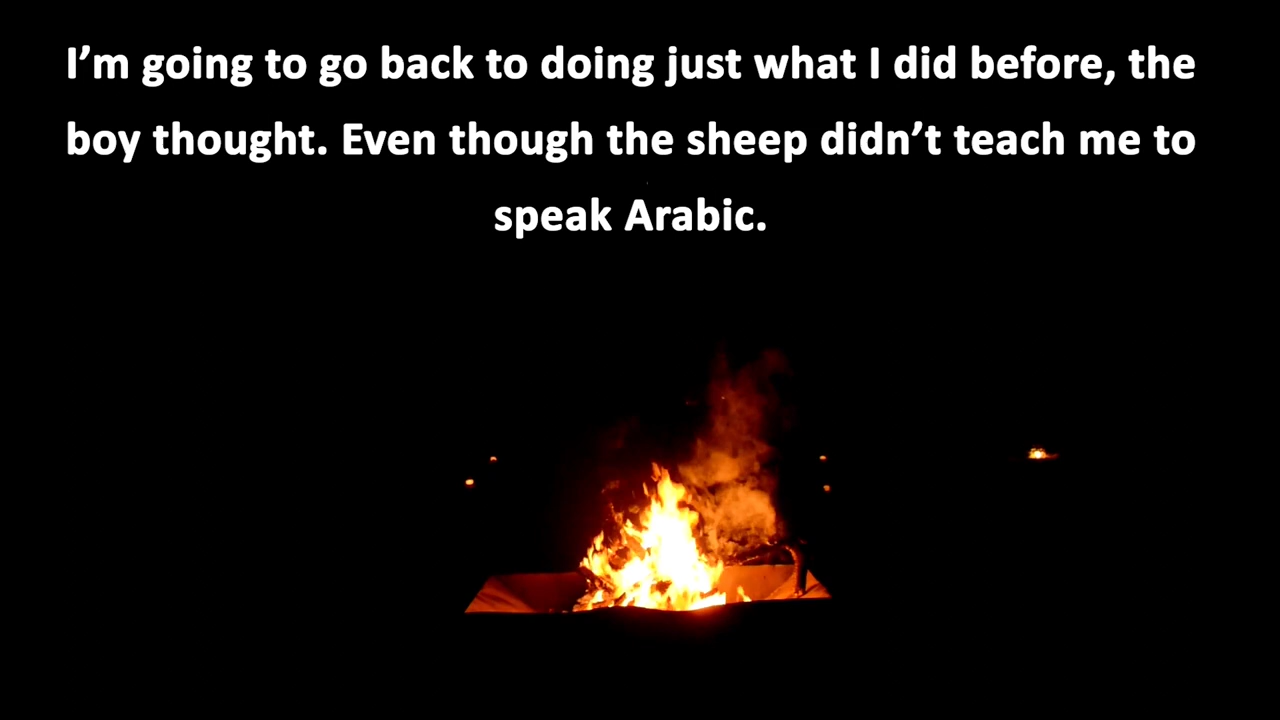 I'm going to go back to doing just what I did before, the
boy thought. Even though the sheep didn't teach me to
speak Arabic.